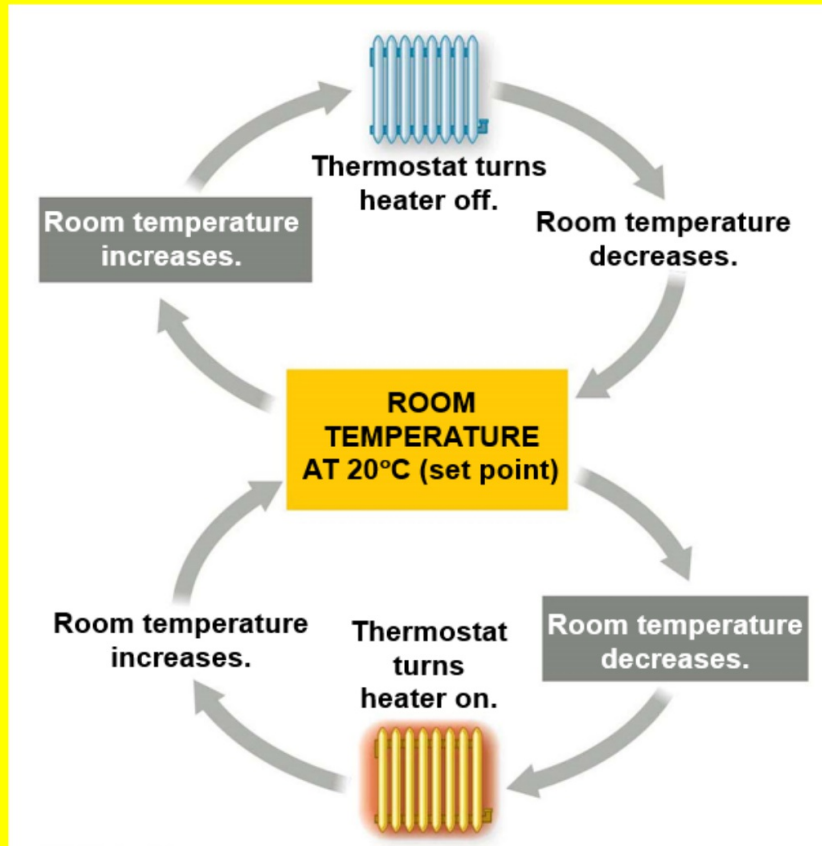 Thermostat turns
heater off.
Room temperature
increases.
Room temperature
decreases.
ROOM
TEMPERATURE
AT 20°C (set point)
Room temperature
increases.
Thermostat
turns
heater on.
Room temperature
decreases.